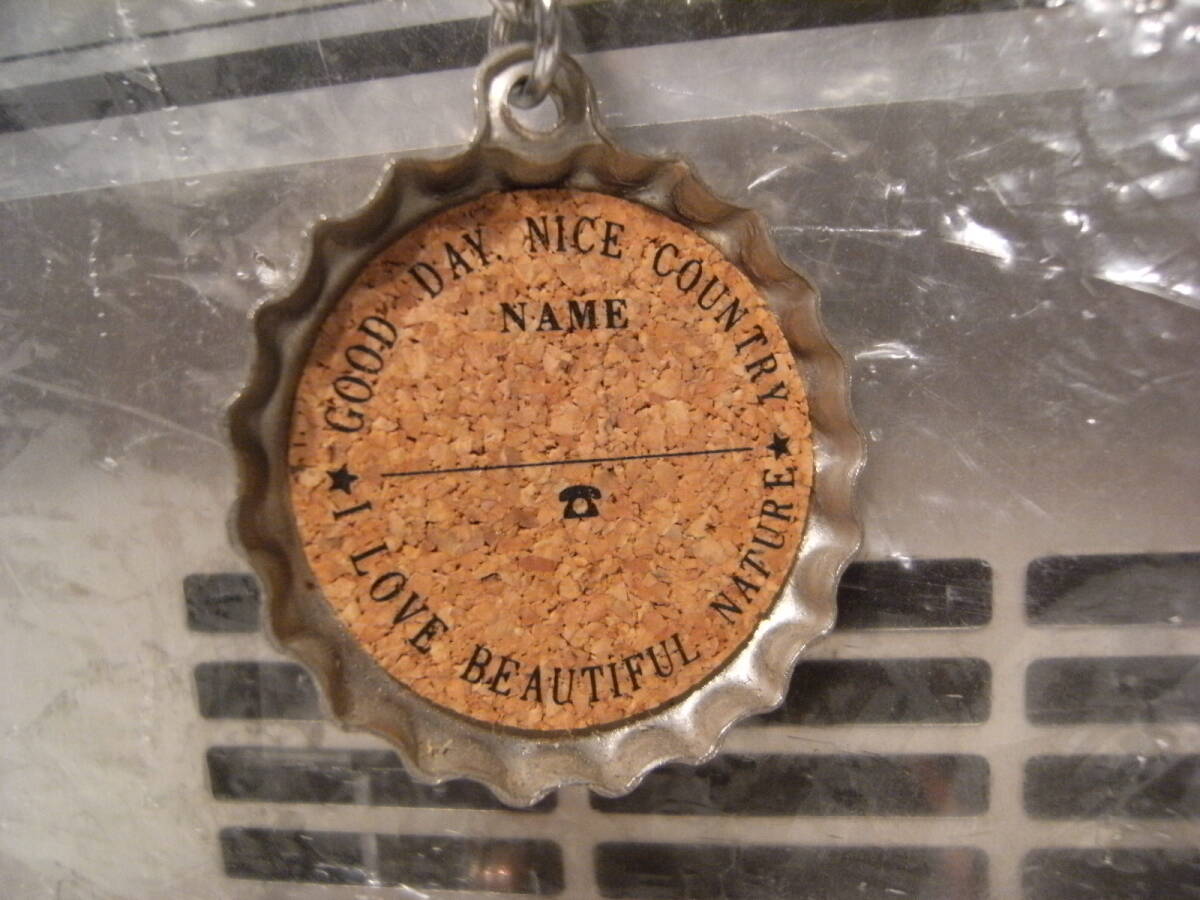 GOOD DAY. NICE COUNTRY
NAME
I LOVE BEAUTIFUL NATURE